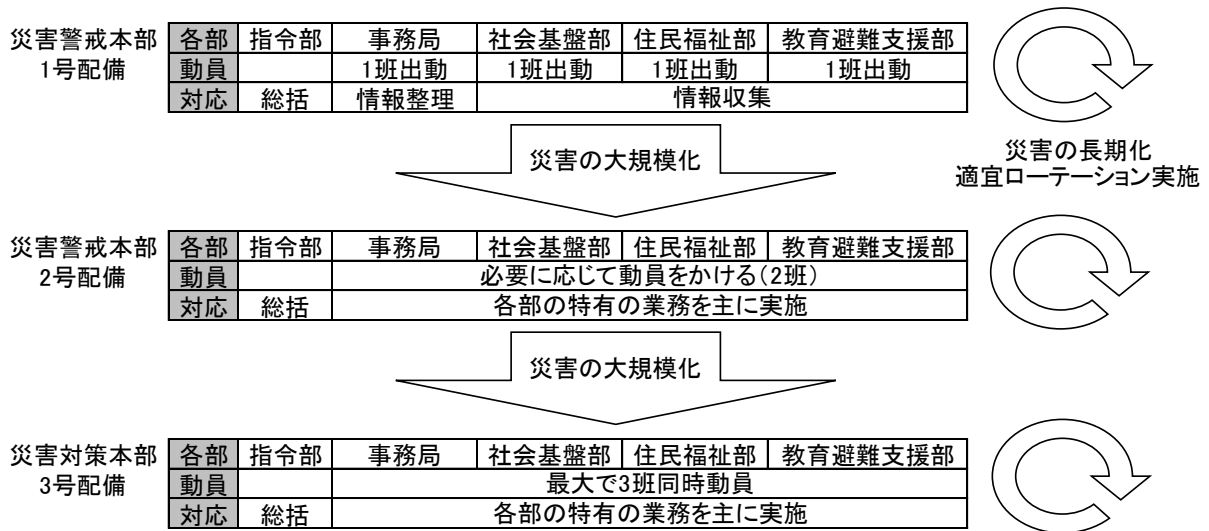 災害警戒本部
1号配備
各部 指令部 事務局 社会基盤部 住民福祉部 教育避難支援部
動員 1班出動 1班出動 1班出動 1班出動
対応 総括 情報整理 情報収集
災害の大規模化
災害の長期化
適宜ローテーション実施
災害警戒本部
2号配備
各部 指令部 事務局 社会基盤部 住民福祉部 教育避難支援部
動員 必要に応じて動員をかける(2班)
対応 総括 各部の特有の業務を主に実施
災害の大規模化
災害対策本部
3号配備
各部 指令部 事務局 社会基盤部 住民福祉部 教育避難支援部
動員 最大で3班同時動員
対応 総括 各部の特有の業務を主に実施